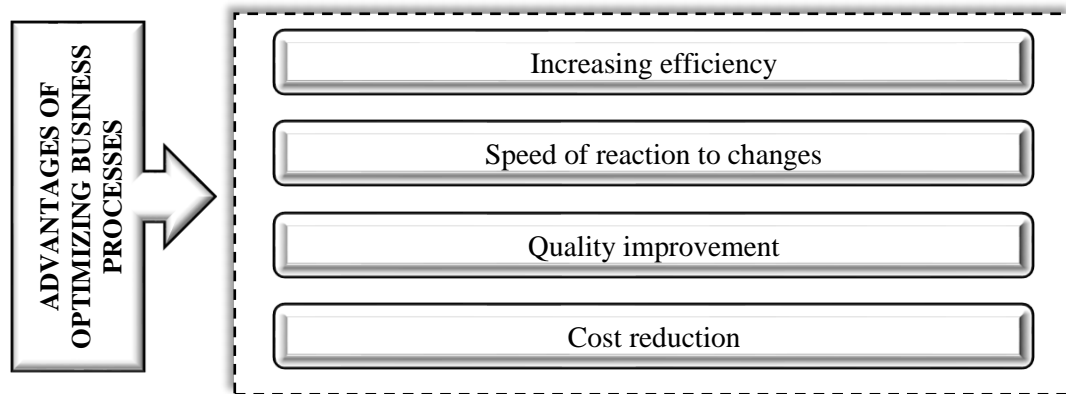 ADVANTAGES OF
OPTIMIZING BUSINESS
PROCESSES
Increasing efficiency
Speed of reaction to changes
Quality improvement
Cost reduction